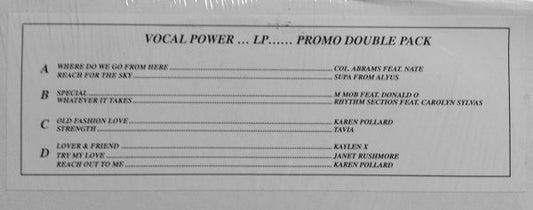 VOCAL POWER ... LP...... PROMO DOUBLE PACK
A WHERE DO WE GO FROM HERE ........ COL. ABRAMS FEAT. NATE
REACH FOR THE SKY ........ SUPA FROM ALYUS
B SPECIAL ........ M MOB FEAT. DONALD O
WHATEVER IT TAKES ........ RHYTHM SECTION FEAT. CAROLYN SYLVAS
C OLD FASHION LOVE ........ KAREN POLLARD
STRENGTH ........ TAVIA
D LOVER & FRIEND ........ KAYLEN X
TRY MY LOVE ........ JANET RUSHMORE
REACH OUT TO ME ........ KAREN POLLARD